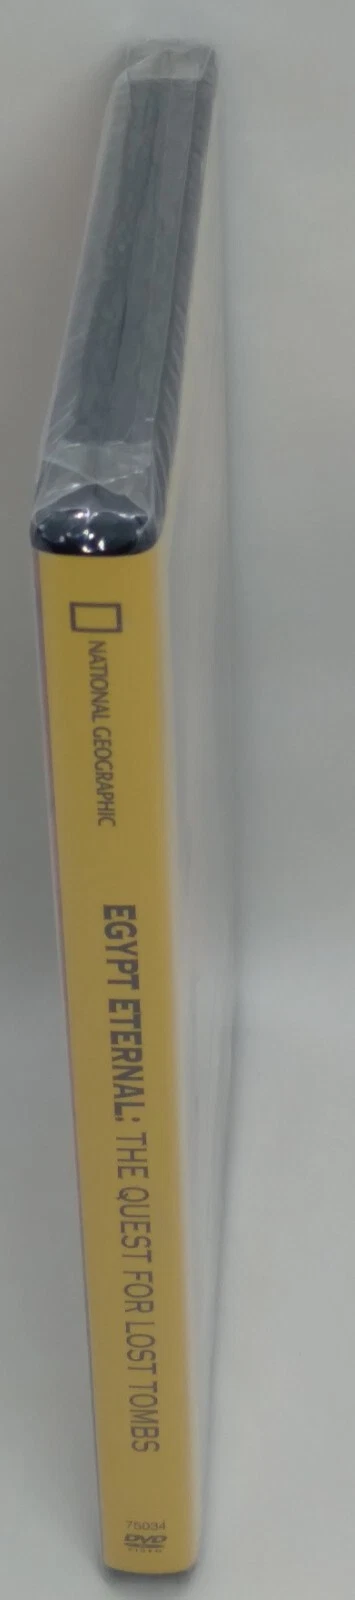 NATIONAL GEOGRAPHIC
EGYPT ETERNAL: THE QUEST FOR LOST TOMBS
75034
DVD
VIDEO